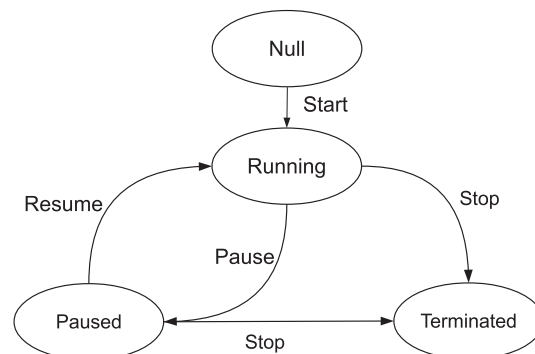 Null
Start
Running
Resume
Stop
Pause
Paused
Terminated
Stop